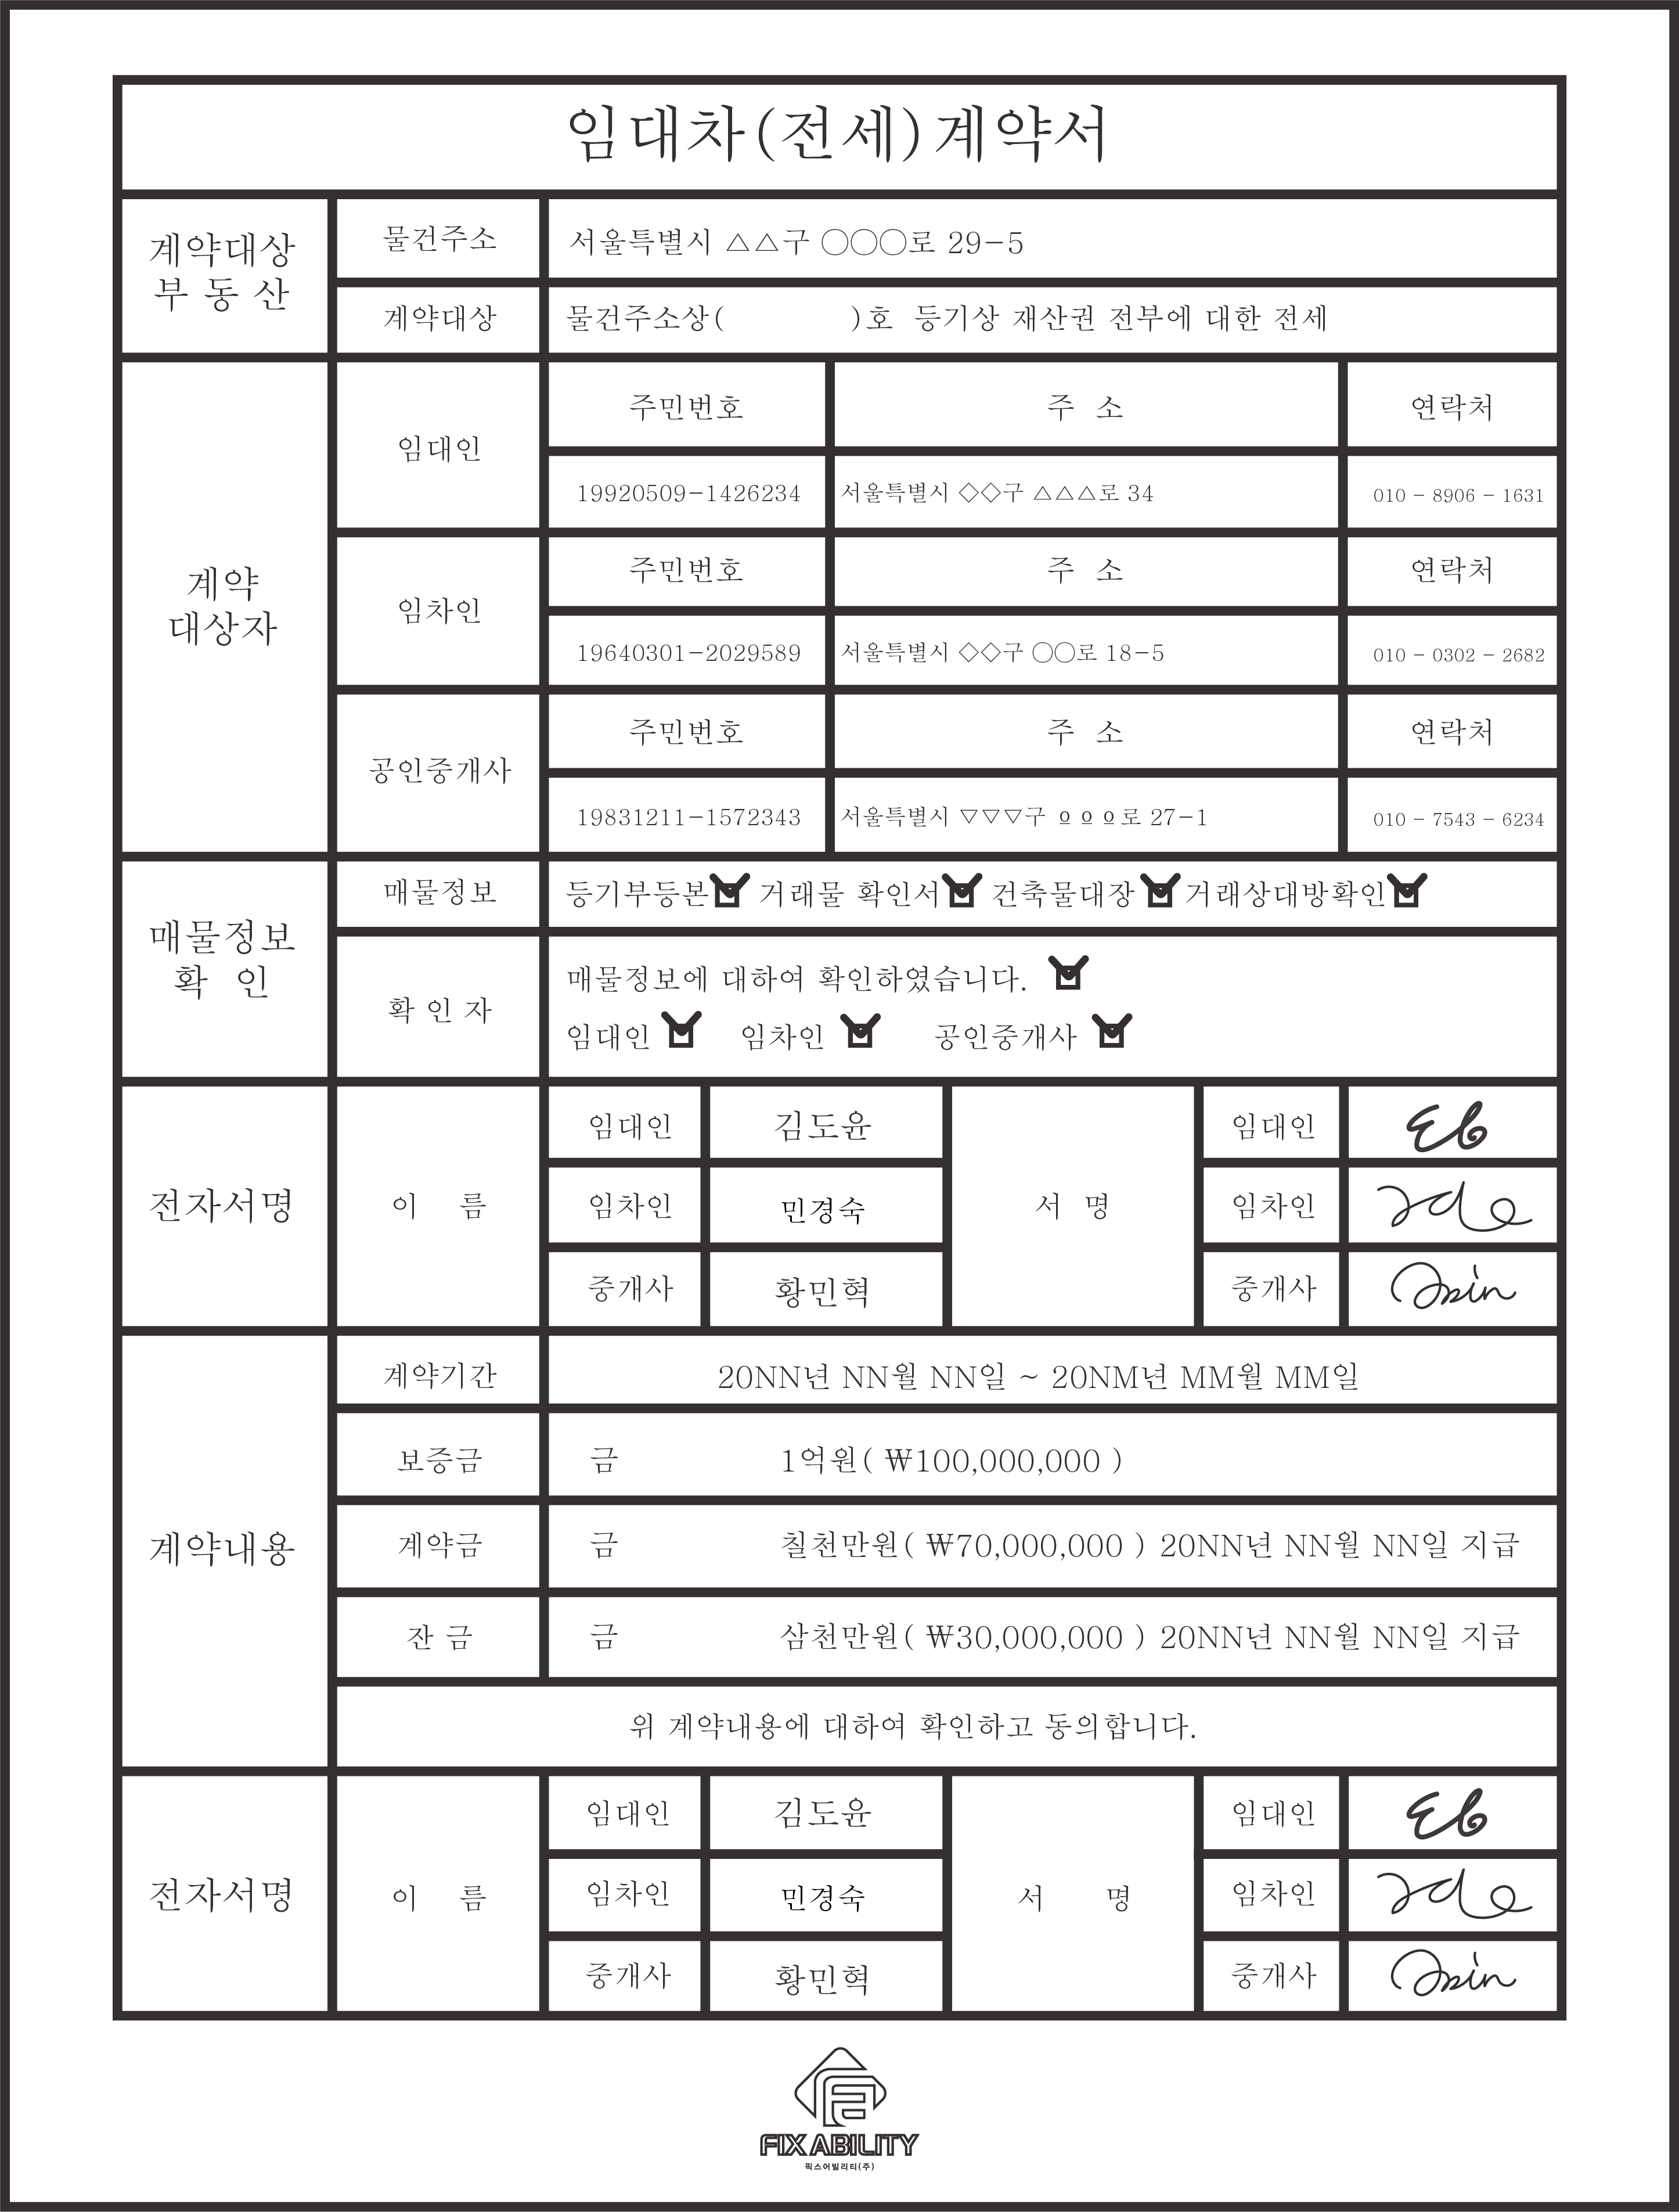 임대차(전세)계약서
계약대상
부 동 산
물건주소
서울특별시 △△구 ○○○로 29-5
계약대상
물건주소상( )호 등기상 재산권 전부에 대한 전세
계약
대상자
임대인
주민번호 주 소 연락처
19920509-1426234 서울특별시 ◇◇구 △△△로 34 010 - 8906 - 1631
임차인
주민번호 주 소 연락처
19640301-2029589 서울특별시 ◇◇구 ○○로 18-5 010 - 0302 - 2682
공인중개사
주민번호 주 소 연락처
19831211-1572343 서울특별시 ▽▽▽구 ㅇㅇㅇ로 27-1 010 - 7543 - 6234
매물정보
확 인
매물정보
등기부등본 거래물 확인서 건축물대장 거래상대방확인
확 인 자
매물정보에 대하여 확인하였습니다.
임대인 임차인 공인중개사
전자서명
이 름
임대인 김도윤
임차인 민경숙
중개사 황민혁
서 명
임대인
임차인
중개사
계약내용
계약기간 20NN년 NN월 NN일 ~ 20NM년 MM월 MM일
보증금 금 1억원( ₩100,000,000 )
계약금 금 칠천만원( ₩70,000,000 ) 20NN년 NN월 NN일 지급
잔 금 금 삼천만원( ₩30,000,000 ) 20NN년 NN월 NN일 지급
위 계약내용에 대하여 확인하고 동의합니다.
전자서명
이 름
임대인 김도윤
임차인 민경숙
중개사 황민혁
서 명
임대인
임차인
중개사
FIXABILITY
픽스어빌리티(주)